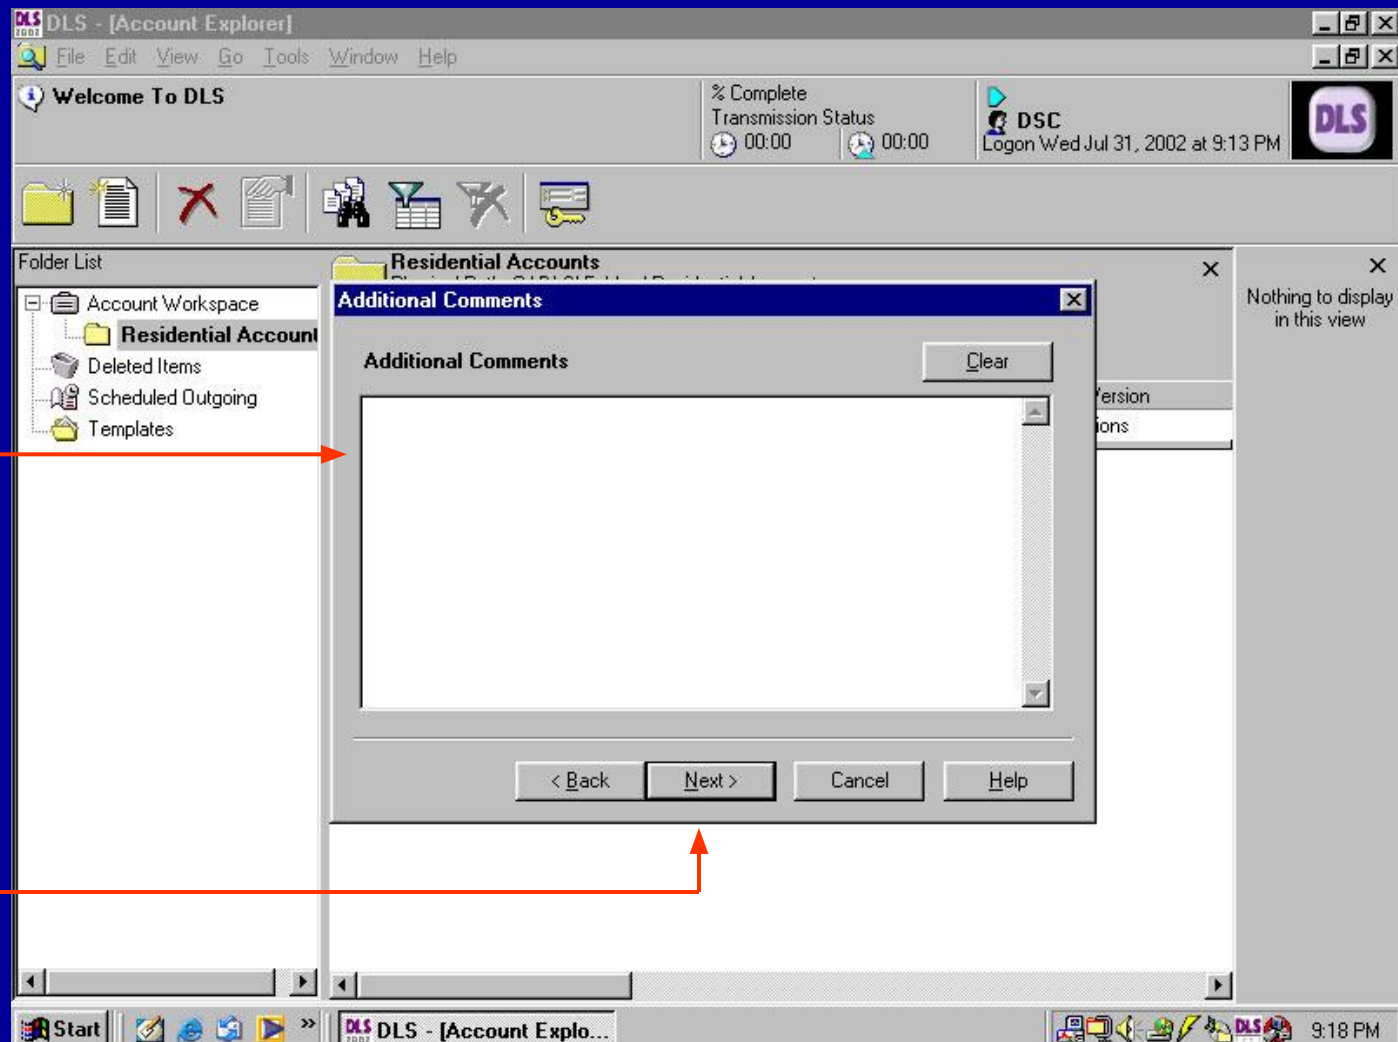 DLS - [Account Explorer]
File Edit View Go Tools Window Help
Welcome To DLS
% Complete
Transmission Status
00:00 00:00
DSC
Logon Wed Jul 31, 2002 at 9:13 PM
DLS
Folder List
Account Workspace
Residential Account
Deleted Items
Scheduled Outgoing
Templates
Residential Accounts
Additional Comments
Additional Comments
Clear
ersion
ions
< Back Next > Cancel Help
Nothing to display
in this view
Start
»
DLS - [Account Explo...
DLS
9:18 PM